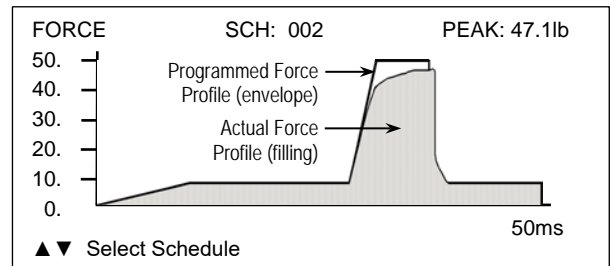 FORCE SCH: 002 PEAK: 47.1lb
50.
40.
30.
20.
10.
0.
Programmed Force
Profile (envelope)
Actual Force
Profile (filling)
50ms
▲▼ Select Schedule